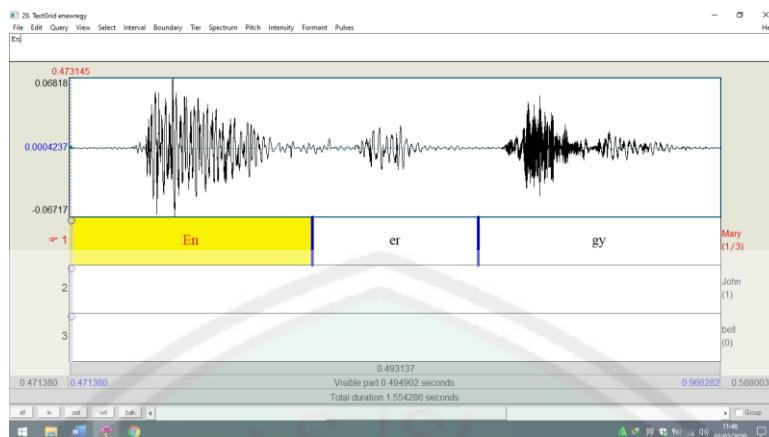 29. TextGrid enewregy
File Edit Query View Select Interval Boundary Tier Spectrum Pitch Intensity Formant Pulses He
En
0.473145
0.06818
0.0004237
-0.06717
1 En er gy Mary
(1/3)
2 John
(1)
3 bell
(0)
0.493137
0.471380 0.471380 Visible part 0.494902 seconds 0.966282 0.588003
Total duration 1.554286 seconds
all in out sel bak Group
11:46